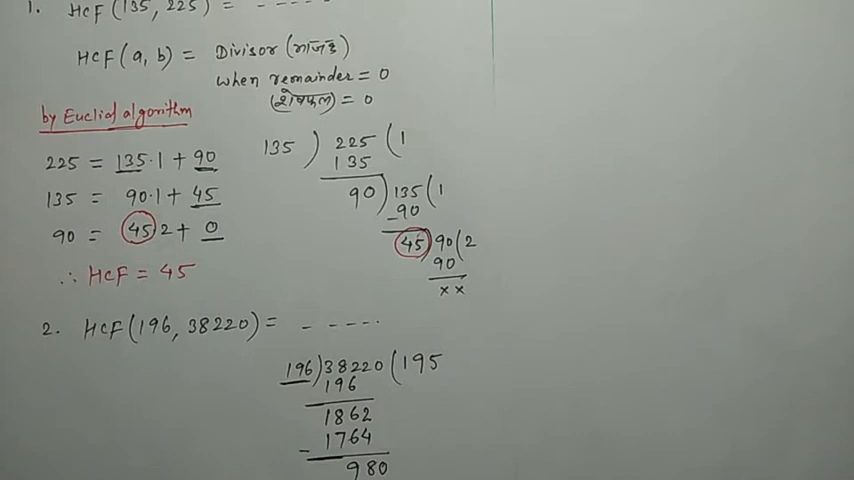 1. HCF(135, 225) = - - - - - -
HCF(a, b) = Divisor (भाजक)
when remainder = 0
(शेषफल) = 0
by Euclid algorithm
225 = 135·1 + 90
135 = 90·1 + 45
90 = 45 2 + 0
∴ HCF = 45
135 ) 225 ( 1
135
90 ) 135 ( 1
-90
45 ) 90 ( 2
90
x x
2. HCF(196, 38220) = - - - - -.
196 ) 38220 ( 195
196
1862
- 1764
980